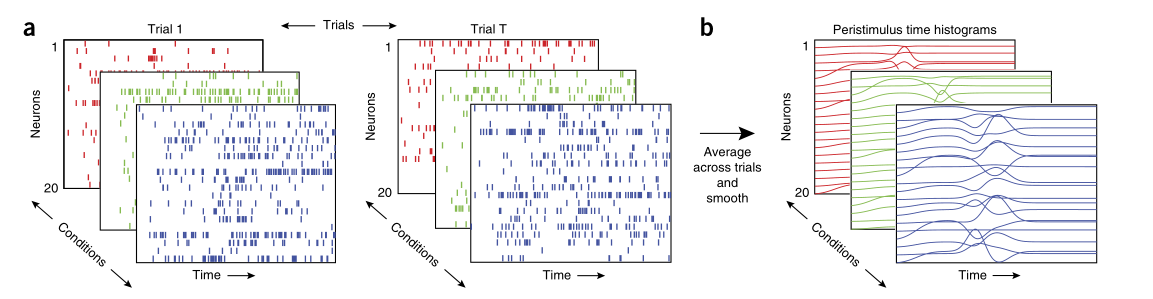 a
Trial 1
Trials
Trial T
1
20
Neurons
Conditions
Time
1
20
Neurons
Conditions
Time
Average
across trials
and
smooth
b
Peristimulus time histograms
1
20
Neurons
Conditions
Time